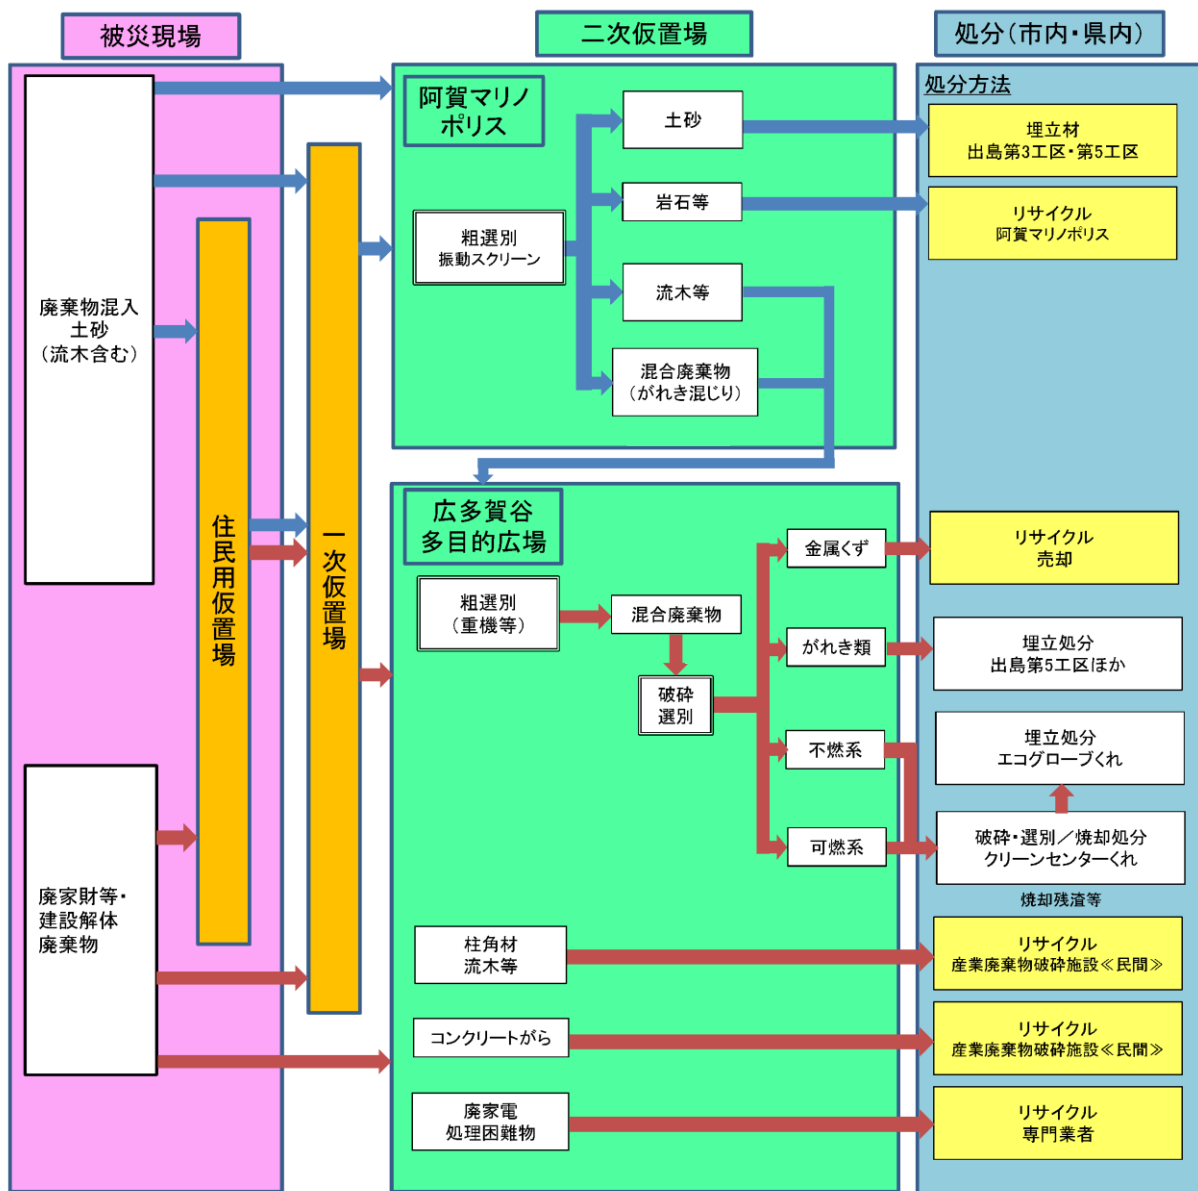 被災現場
二次仮置場
処分(市内・県内)
廃棄物混入
土砂
(流木含む)
廃家財等・
建設解体
廃棄物
住民用仮置場
一次仮置場
阿賀マリノ
ポリス
粗選別
振動スクリーン
土砂
岩石等
流木等
混合廃棄物
(がれき混じり)
広多賀谷
多目的広場
粗選別
(重機等)
混合廃棄物
破砕
選別
金属くず
がれき類
不燃系
可燃系
柱角材
流木等
コンクリートがら
廃家電
処理困難物
処分方法
埋立材
出島第3工区・第5工区
リサイクル
阿賀マリノポリス
リサイクル
売却
埋立処分
出島第5工区ほか
埋立処分
エコグローブくれ
破砕・選別/焼却処分
クリーンセンターくれ
焼却残渣等
リサイクル
産業廃棄物破砕施設≪民間≫
リサイクル
産業廃棄物破砕施設≪民間≫
リサイクル
専門業者